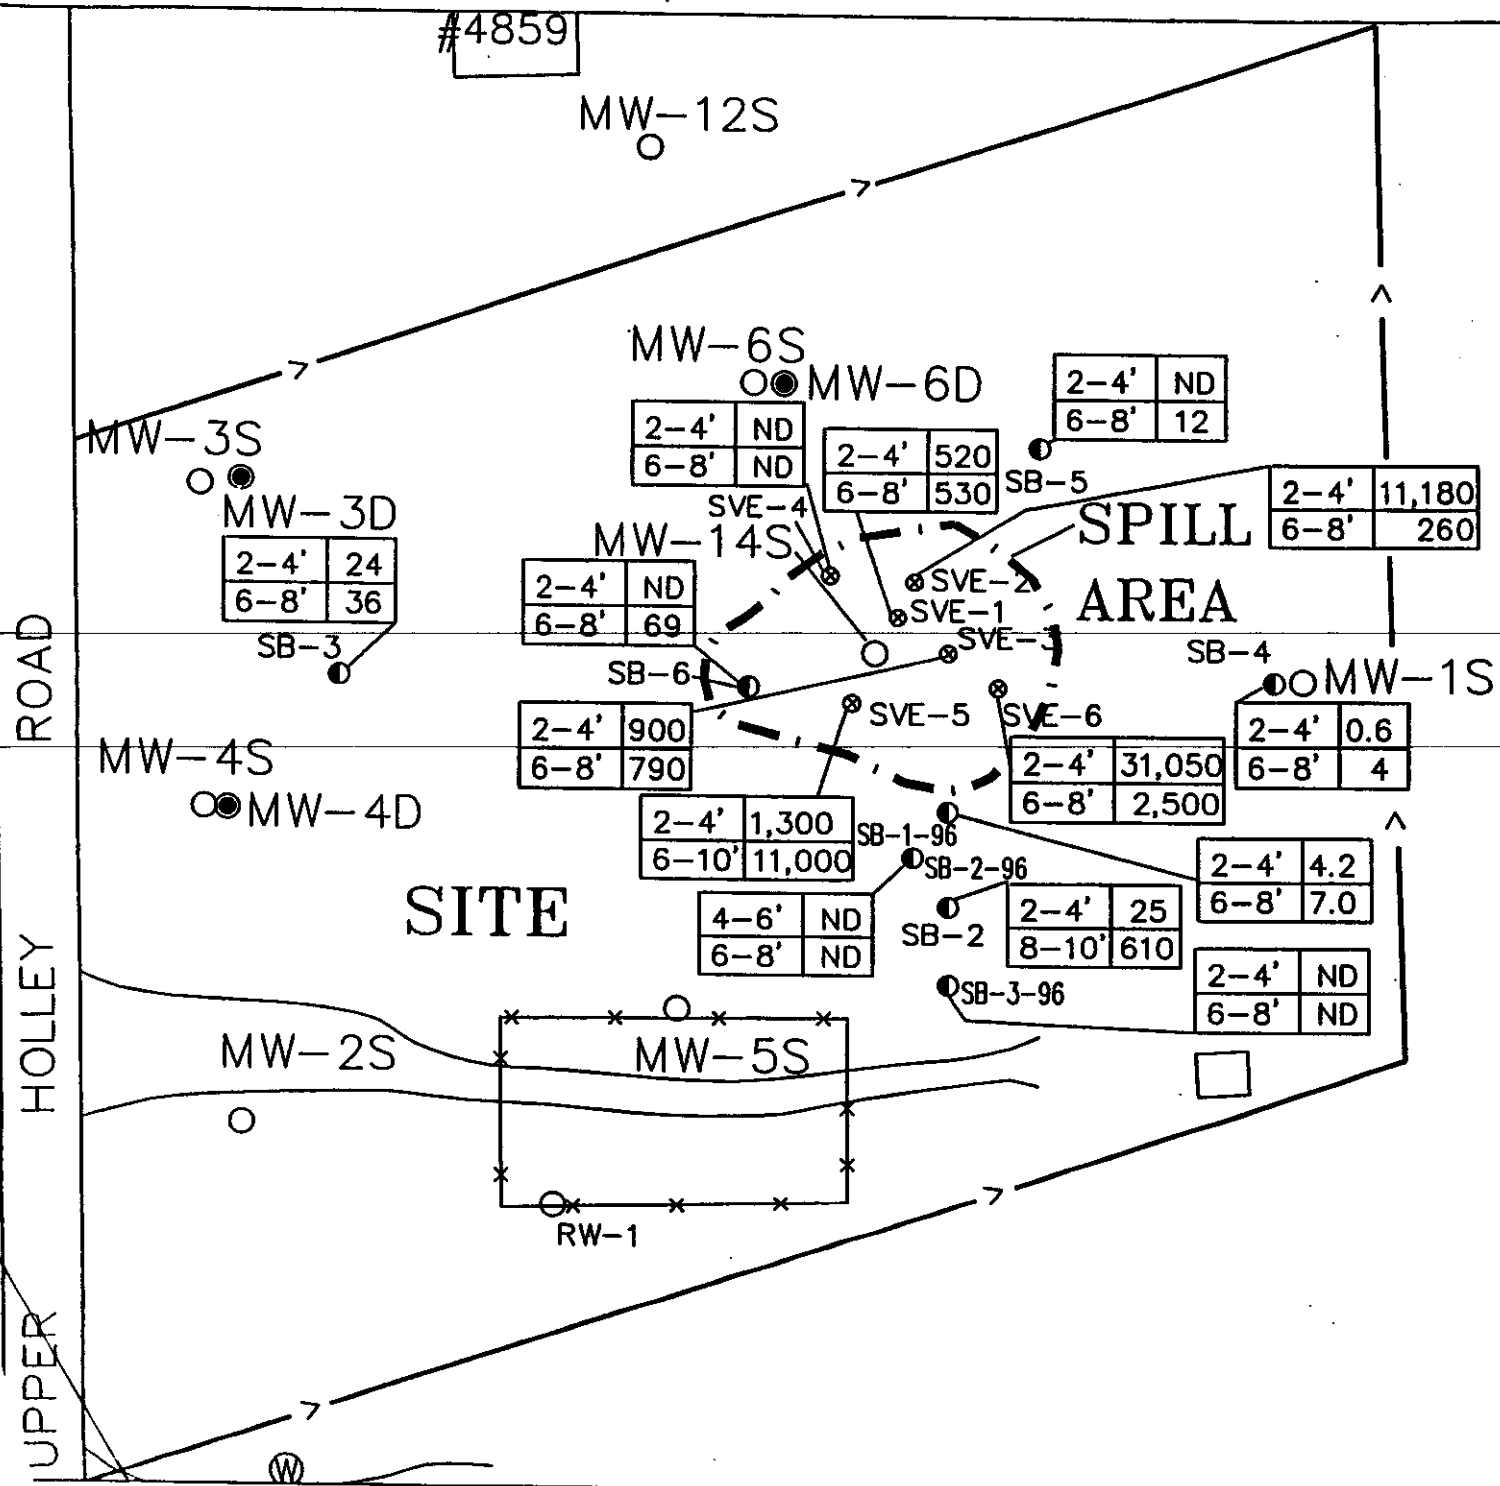 #4859
MW-12S
MW-6S
MW-6D
2-4' ND
6-8' 12
2-4' ND
6-8' ND
2-4' 520
6-8' 530
SB-5
MW-3S
MW-3D
2-4' 24
6-8' 36
SB-3
SVE-4
MW-14S
SPILL
AREA
2-4' 11,180
6-8' 260
2-4' ND
6-8' 69
SVE-2
SVE-1
SVE-3
SB-6
SB-4
MW-1S
2-4' 0.6
6-8' 4
2-4' 900
6-8' 790
SVE-5
SVE-6
2-4' 31,050
6-8' 2,500
MW-4S
MW-4D
2-4' 1,300
6-10' 11,000
SB-1-96
SB-2-96
2-4' 4.2
6-8' 7.0
SITE
4-6' ND
6-8' ND
SB-2
2-4' 25
8-10' 610
SB-3-96
2-4' ND
6-8' ND
MW-2S
MW-5S
RW-1
W
UPPER HOLLEY ROAD